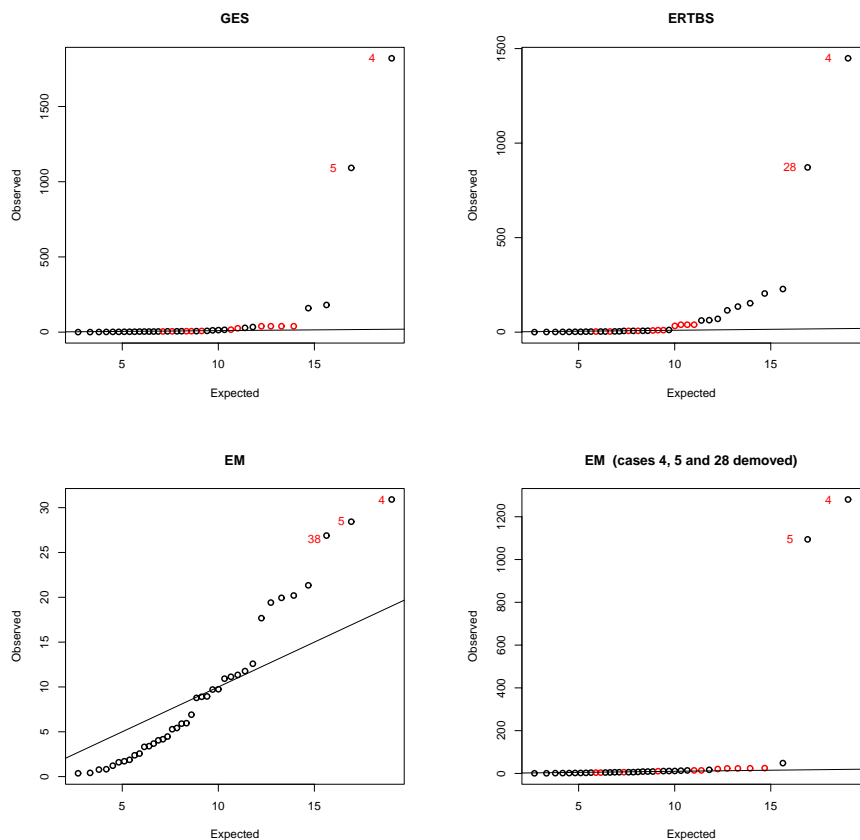 GES
4
5
0 500 1000 1500
Observed
5 10 15
Expected
ERTBS
4
28
0 500 1000 1500
Observed
5 10 15
Expected
EM
4
5
38
0 5 10 15 20 25 30
Observed
5 10 15
Expected
EM (cases 4, 5 and 28 demoved)
4
5
0 200 400 600 800 1000 1200
Observed
5 10 15
Expected